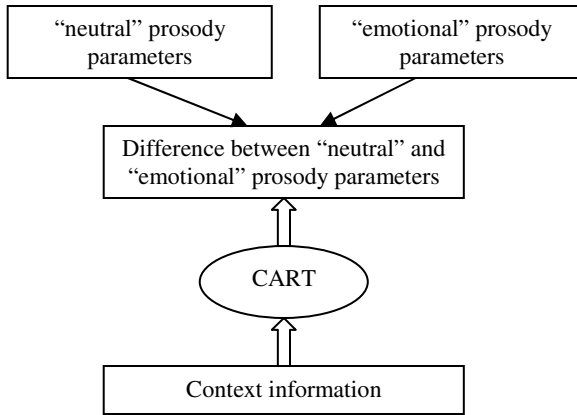 “neutral” prosody
parameters
“emotional” prosody
parameters
Difference between “neutral” and
“emotional” prosody parameters
CART
Context information